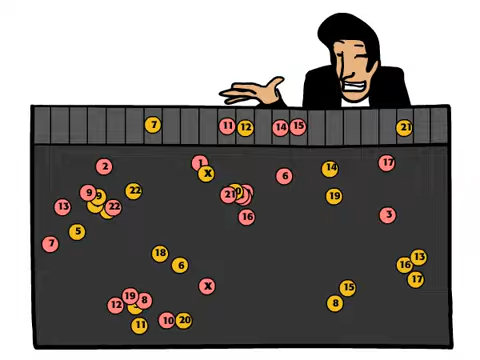 7 11 12 14 15 21
1 14 17
2 X 6
9 9 22 21 19
13 22 16 3
5
7 18 6 13
16 17
X 15
19 8 8
12
11 10 20